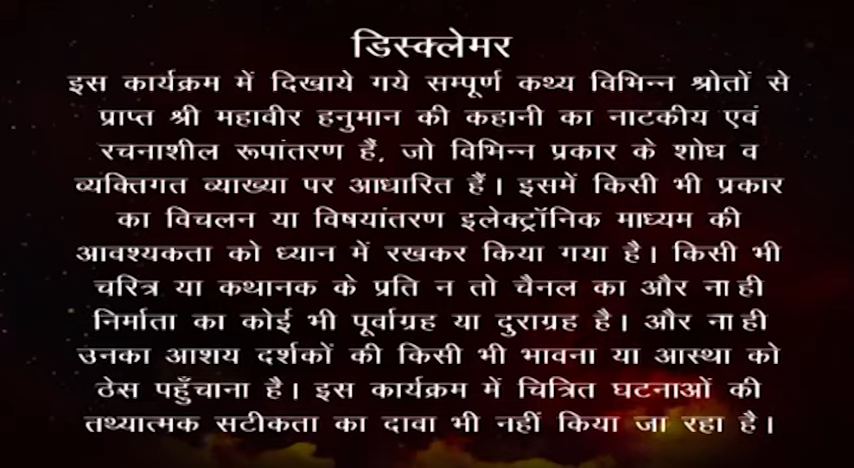 डिस्क्लेमर
इस कार्यक्रम में दिखाये गये सम्पूर्ण कथ्य विभिन्न श्रोतों से
प्राप्त श्री महावीर हनुमान की कहानी का नाटकीय एवं
रचनाशील रूपांतरण हैं, जो विभिन्न प्रकार के शोध व
व्यक्तिगत व्याख्या पर आधारित हैं। इसमें किसी भी प्रकार
का विचलन या विषयांतरण इलेक्ट्रॉनिक माध्यम की
आवश्यकता को ध्यान में रखकर किया गया है। किसी भी
चरित्र या कथानक के प्रति न तो चैनल का और ना ही
निर्माता का कोई भी पूर्वाग्रह या दुराग्रह है। और ना ही
उनका आशय दर्शकों की किसी भी भावना या आस्था को
ठेस पहुँचाना है। इस कार्यक्रम में चित्रित घटनाओं की
तथ्यात्मक सटीकता का दावा भी नहीं किया जा रहा है।